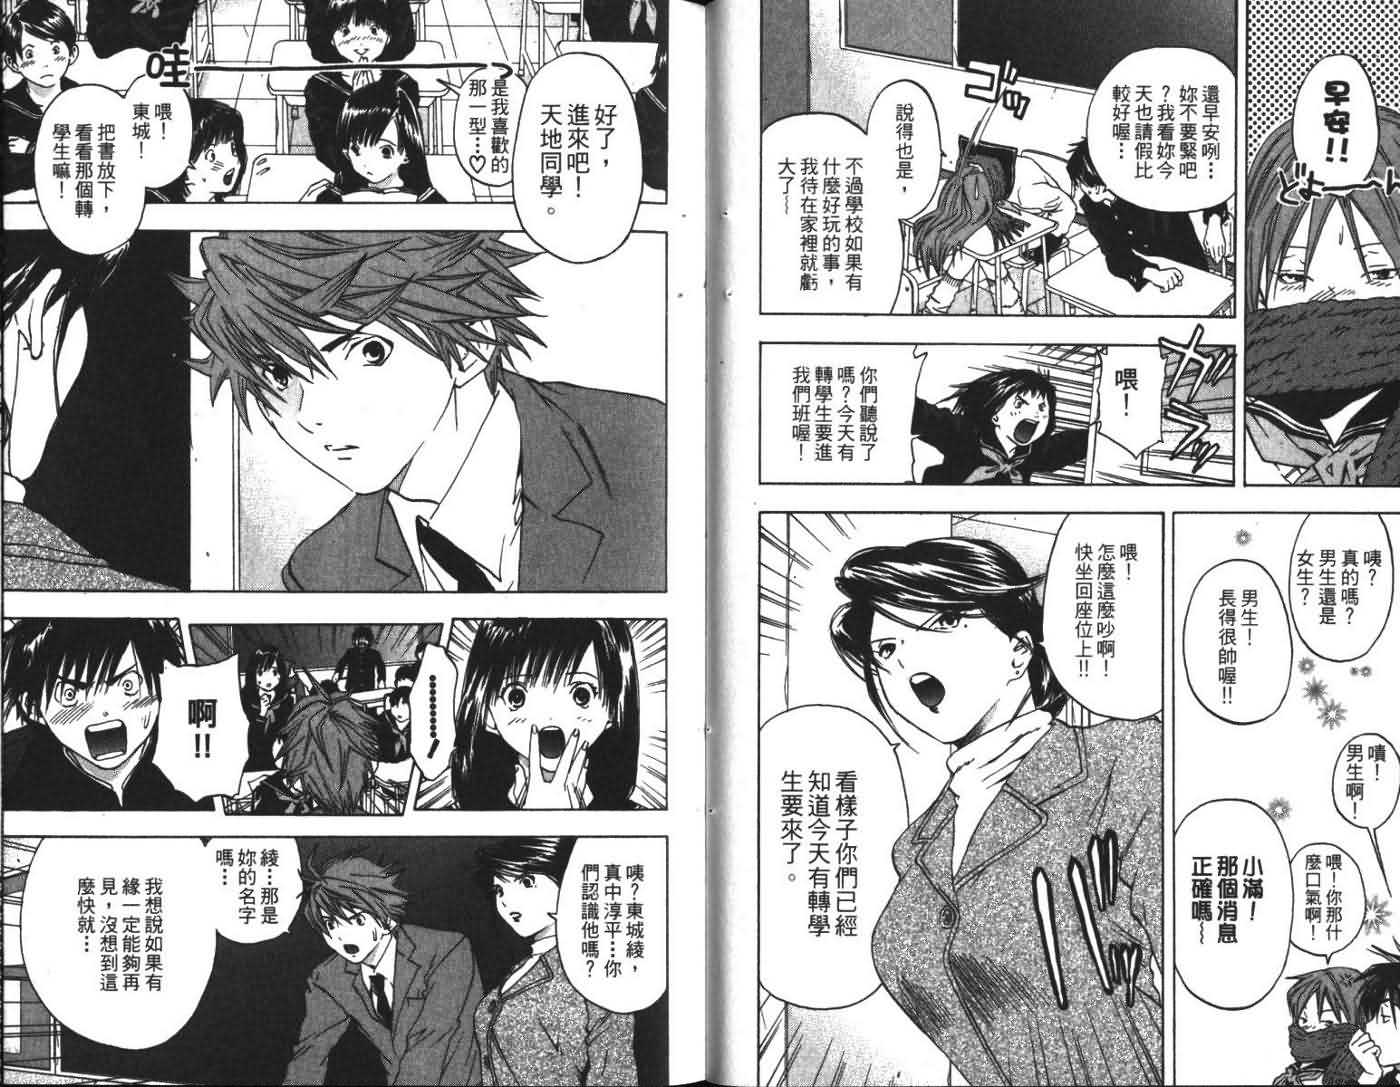 早
安!!
どよ～～ん
還早安咧…
妳不要緊吧
？我看妳今
天也請假比
較好喔…
ゴッ
說得也是，
不過學校如果有
什麼好玩的事，
我待在家裡就虧
大了～
ガラッ
喂！
你們聽說了
嗎？今天有
轉學生要進
我們班喔！
咦？
真的嗎？
男生還是
女生？
男生！
長得很帥喔!!
嘖！
男生啊！
喂！你那什
麼口氣啊！
小滿！
那個消息
正確嗎～
喂！
怎麼這麼吵啊！
快坐回座位上!!
看樣子你們已經
知道今天有轉學
生要來了。
好了，
進來吧！
天地同學。
是我喜歡的
那一型…♡
哇──っ
喂！
東城！
把書放下，
看看那個轉
學生嘛！
………！
啊!!
咦？東城綾，
真中淳平…你
們認識他嗎？
綾…那是
妳的名字
嗎…
我想說如果有
緣一定能夠再
見，沒想到這
麼快就…